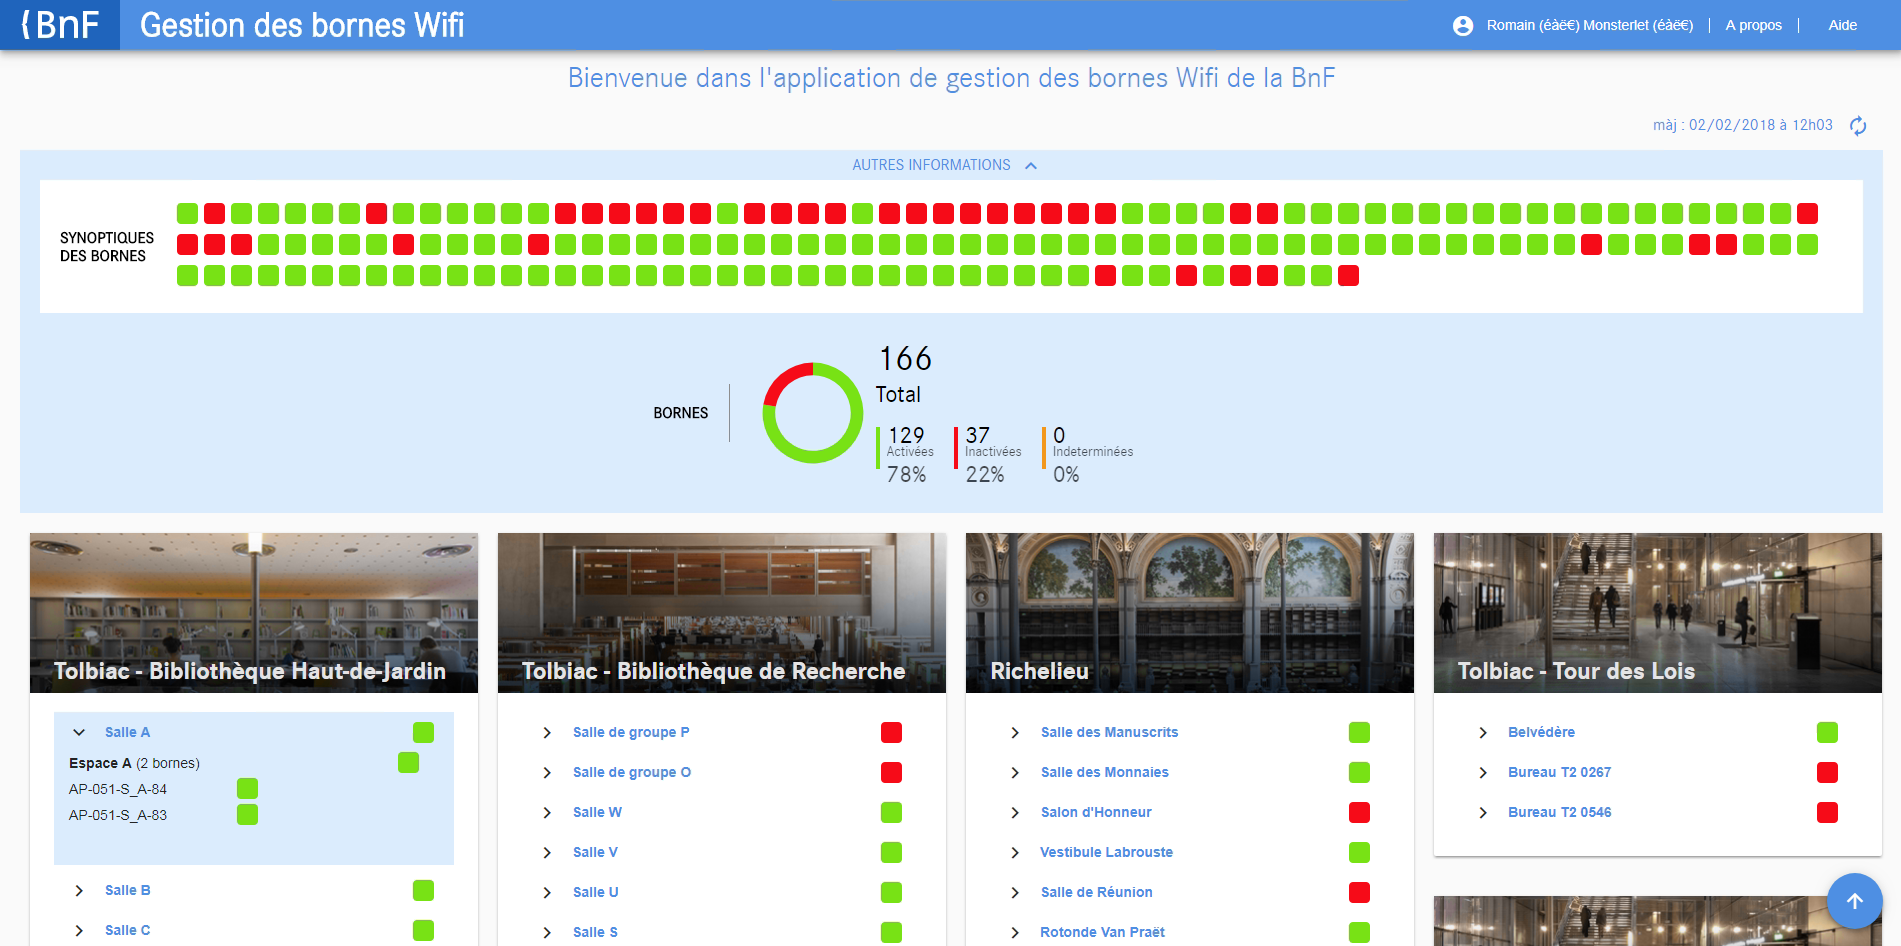 BnF
Gestion des bornes Wifi
Romain (éàë€) Monsterlet (éàë€)
A propos
Aide
Bienvenue dans l'application de gestion des bornes Wifi de la BnF
màj : 02/02/2018 à 12h03
AUTRES INFORMATIONS
SYNOPTIQUES
DES BORNES
BORNES
166
Total
129
Activées
78%
37
Inactivées
22%
0
Indeterminées
0%
Tolbiac - Bibliothèque Haut-de-Jardin
Salle A
Espace A (2 bornes)
AP-051-S_A-84
AP-051-S_A-83
Salle B
Salle C
Tolbiac - Bibliothèque de Recherche
Salle de groupe P
Salle de groupe O
Salle W
Salle V
Salle U
Salle S
Richelieu
Salle des Manuscrits
Salle des Monnaies
Salon d'Honneur
Vestibule Labrouste
Salle de Réunion
Rotonde Van Praët
Tolbiac - Tour des Lois
Belvédère
Bureau T2 0267
Bureau T2 0546